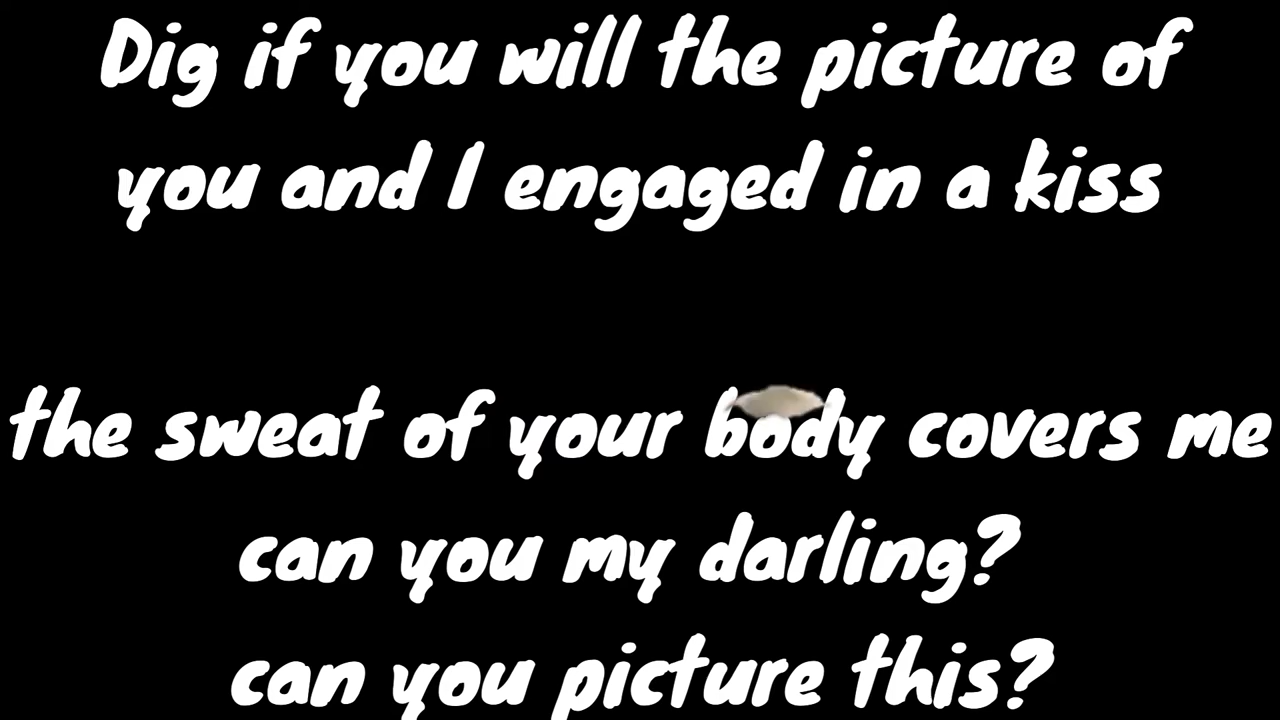 Dig if you will the picture of
you and I engaged in a kiss
the sweat of your body covers me
can you my darling?
can you picture this?